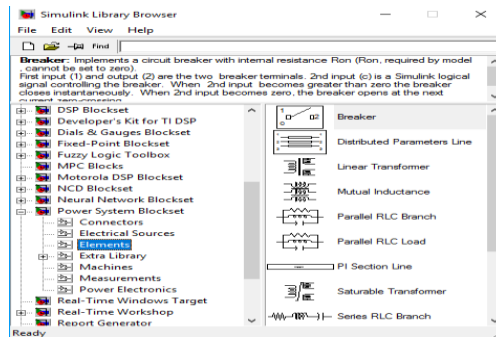 Simulink Library Browser
File Edit View Help
Find
Breaker: Implements a circuit breaker with internal resistance Ron (Ron, required by model
, cannot be set to zero).
First input (1) and output (2) are the two breaker terminals. 2nd input (c) is a Simulink logical
signal controlling the breaker. When 2nd input becomes greater than zero the breaker
closes instantaneously. When 2nd input becomes zero, the breaker opens at the next
current zero-crossing
DSP Blockset
Developer's Kit for TI DSP
Dials & Gauges Blockset
Fixed-Point Blockset
Fuzzy Logic Toolbox
MPC Blocks
Motorola DSP Blockset
NCD Blockset
Neural Network Blockset
Power System Blockset
Connectors
Electrical Sources
Elements
Extra Library
Machines
Measurements
Power Electronics
Real-Time Windows Target
Real-Time Workshop
Report Generator
Breaker
Distributed Parameters Line
Linear Transformer
Mutual Inductance
Parallel RLC Branch
Parallel RLC Load
PI Section Line
Saturable Transformer
Series RLC Branch
Ready